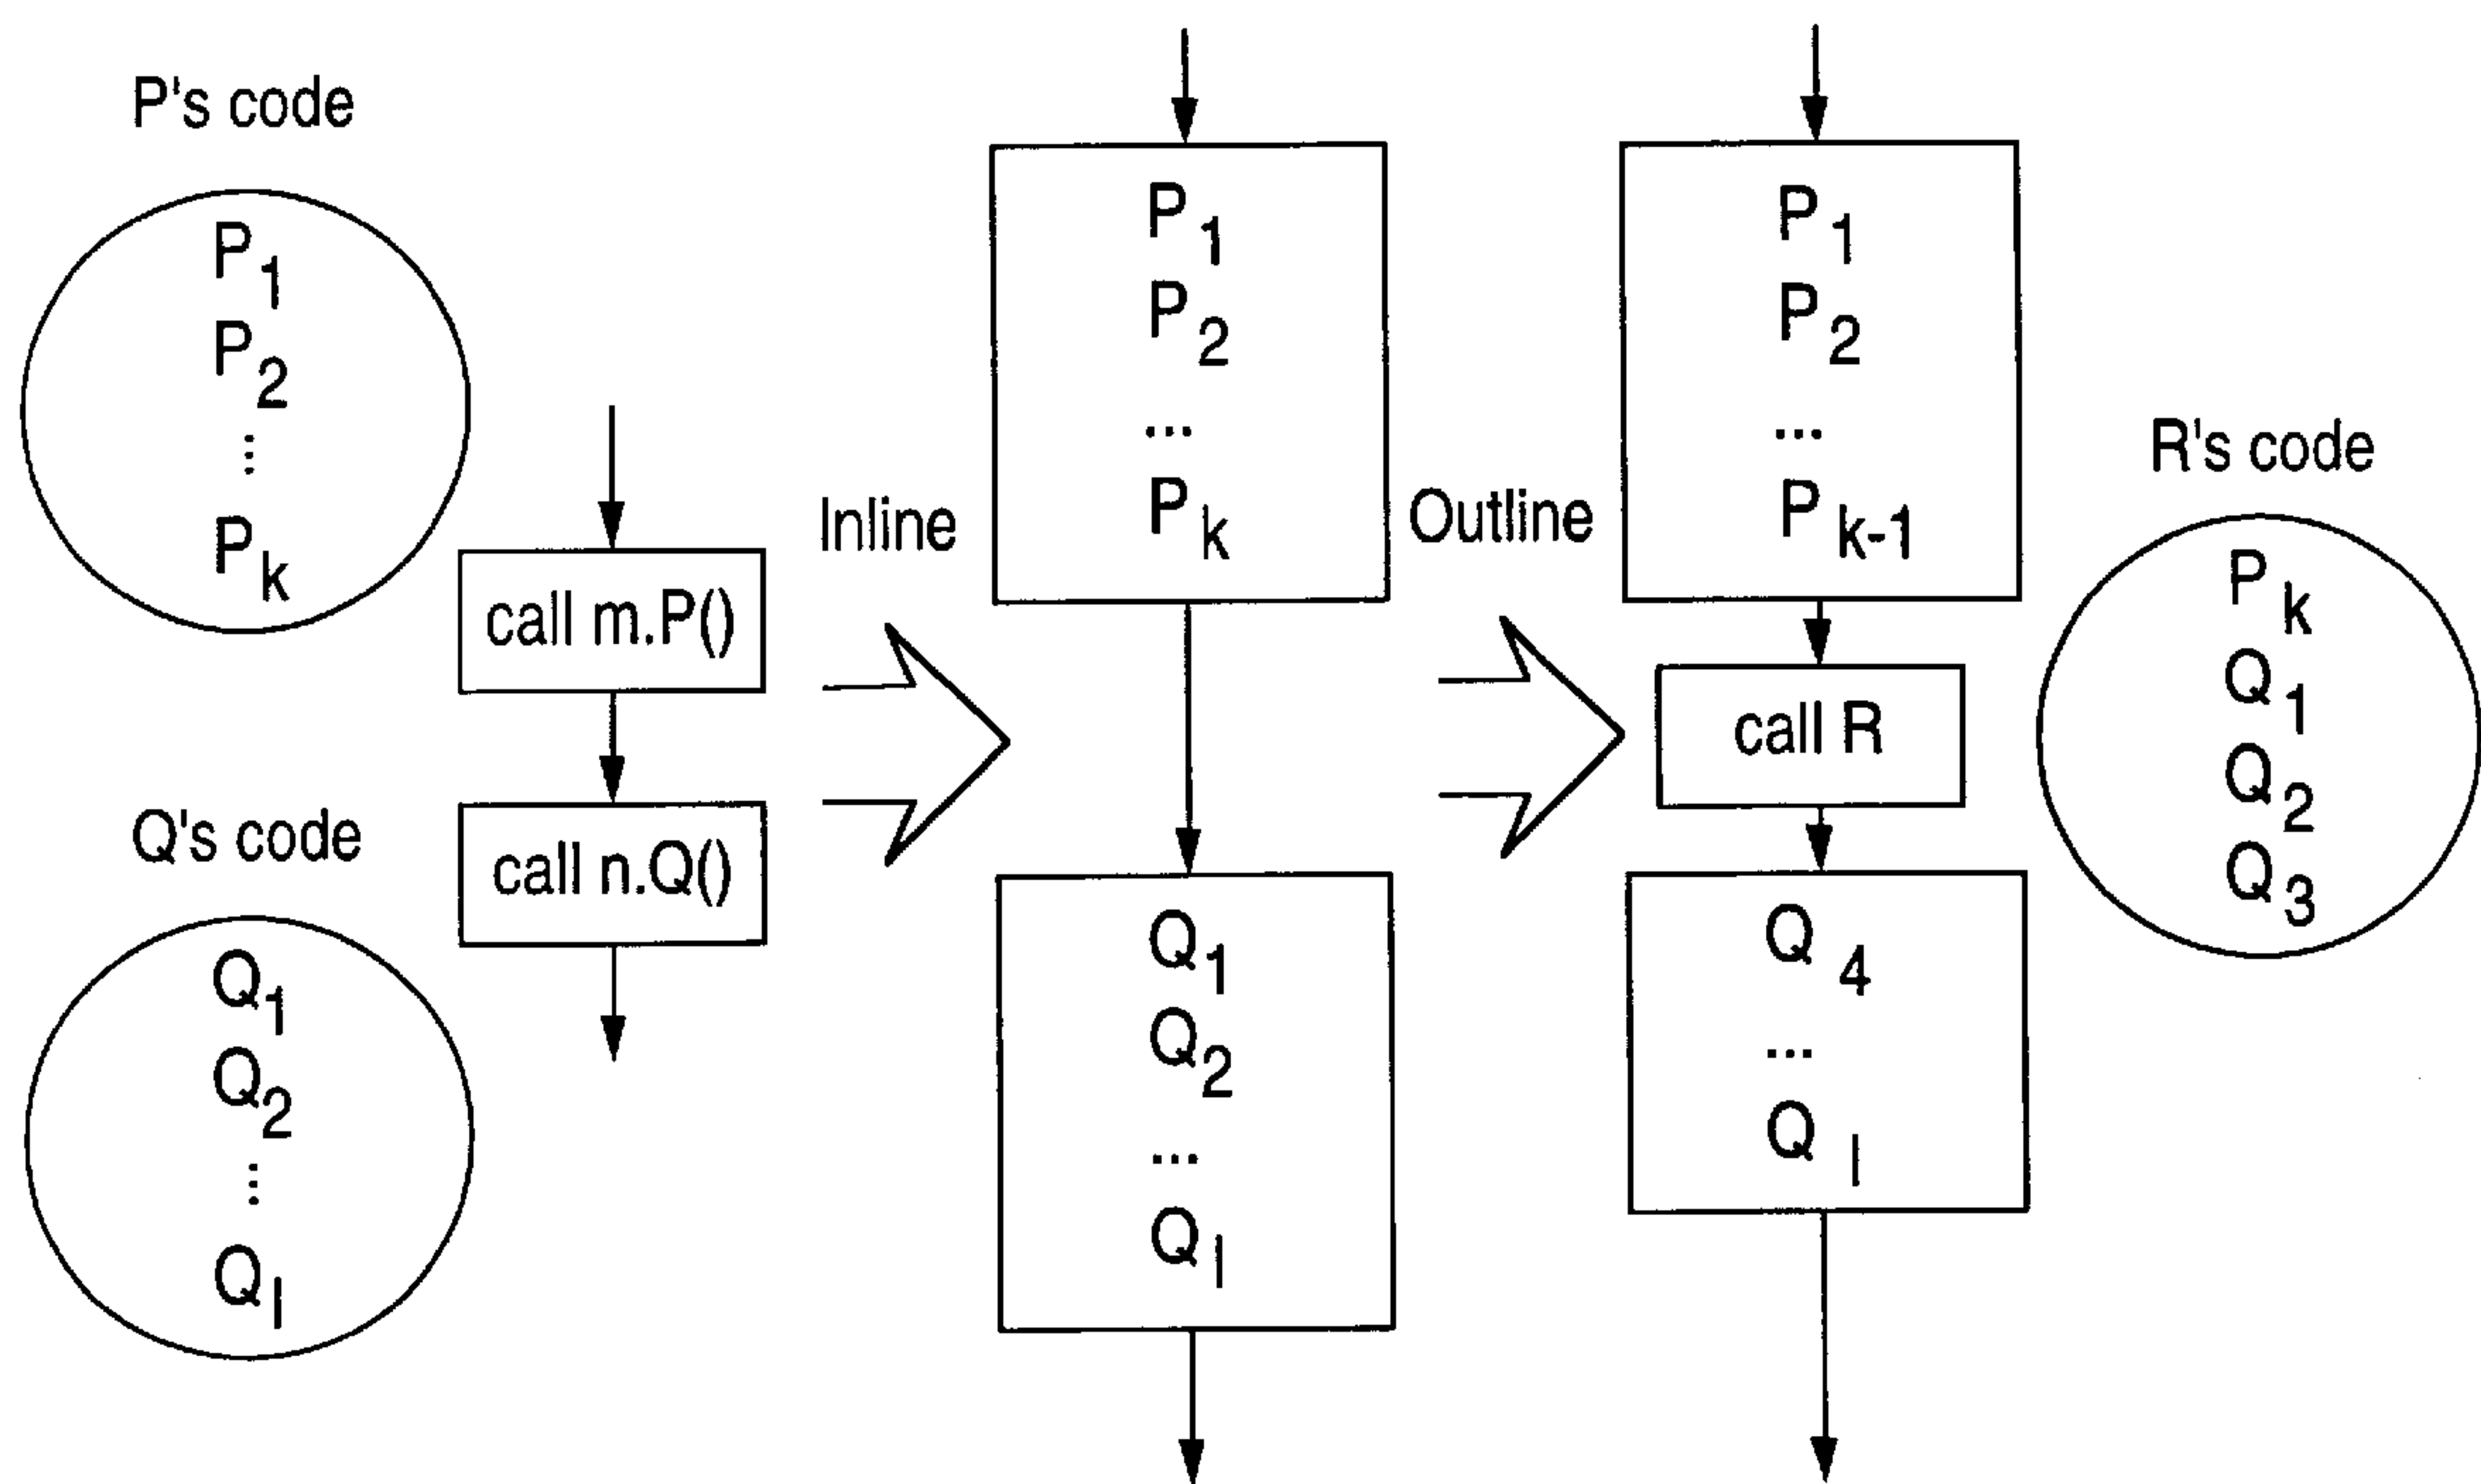 P's code
P1
P2
⋮
Pk
Q's code
Q1
Q2
⋮
Ql
call m.P()
call n.Q()
Inline
P1
P2
...
Pk
Q1
Q2
...
Ql
Outline
P1
P2
...
Pk-1
call R
Q4
...
Ql
R's code
Pk
Q1
Q2
Q3